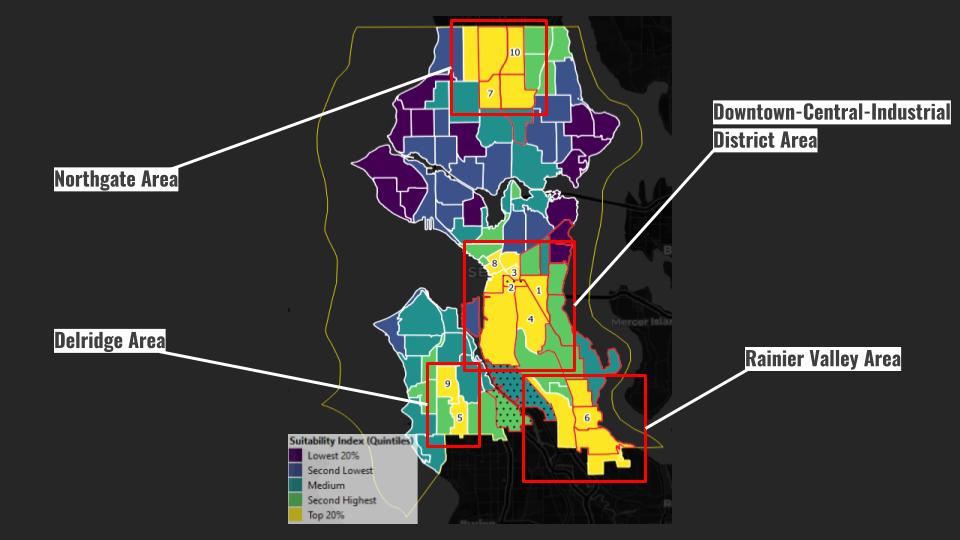 Downtown-Central-Industrial
District Area
Northgate Area
Delridge Area
Rainier Valley Area
10
7
8
3
2
1
4
9
5
6
SE
Mercer Islan
B
Suitability Index (Quintiles)
Lowest 20%
Second Lowest
Medium
Second Highest
Top 20%